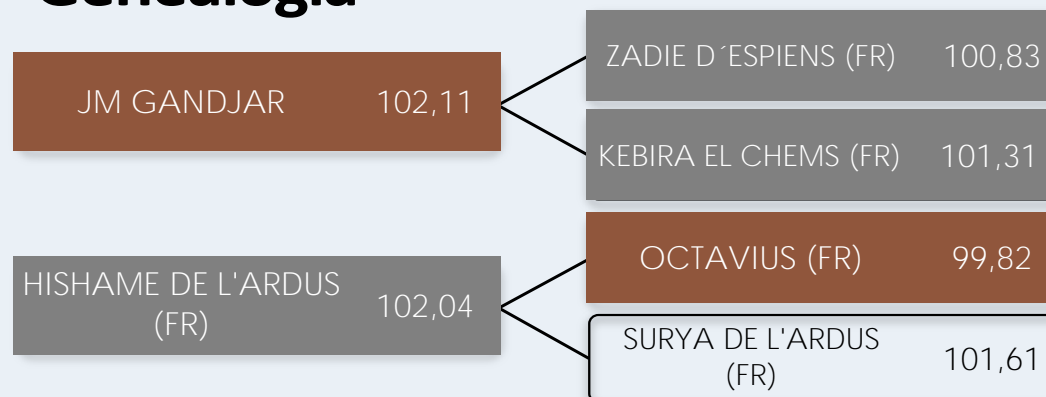 Genealogía
JM GANDJAR 102,11
ZADIE D´ESPIENS (FR) 100,83
KEBIRA EL CHEMS (FR) 101,31
HISHAME DE L'ARDUS
(FR) 102,04
OCTAVIUS (FR) 99,82
SURYA DE L'ARDUS
(FR) 101,61